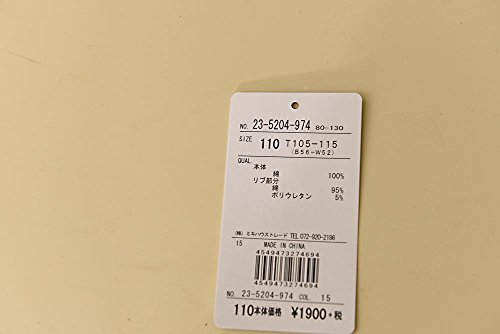 NO. 23-5204-974 80-130
SIZE 110 T105-115
(B56-W52)
QUAL.
本体
綿 100%
リブ部分
綿 95%
ポリウレタン 5%
(株) ミキハウストレード TEL 072-920-2186
15 MADE IN CHINA
4549473274694
4549473274694
NO. 23-5204-974 COL. 15
110本体価格 ¥1900+税